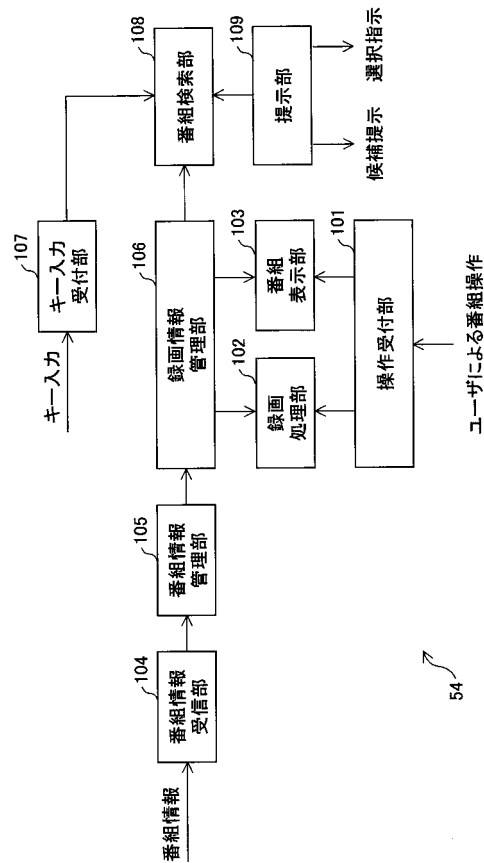 番組情報
104
番組情報
受信部
105
番組情報
管理部
キー入力
107
キー入力
受付部
106
録画情報
管理部
108
番組検索部
102
録画
処理部
103
番組
表示部
109
提示部
101
操作受付部
候補提示
選択指示
ユーザによる番組操作
54